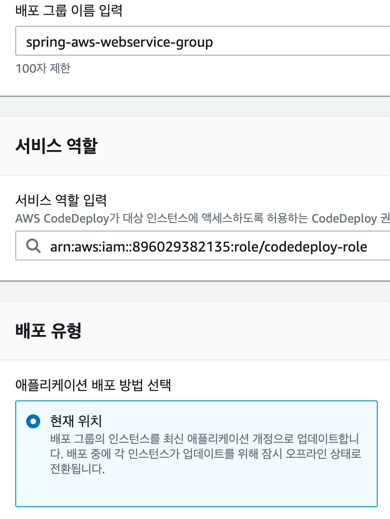 배포 그룹 이름 입력
spring-aws-webservice-group
100자 제한
서비스 역할
서비스 역할 입력
AWS CodeDeploy가 대상 인스턴스에 액세스하도록 허용하는 CodeDeploy 권
arn:aws:iam::896029382135:role/codedeploy-role
배포 유형
애플리케이션 배포 방법 선택
현재 위치
배포 그룹의 인스턴스를 최신 애플리케이션 개정으로 업데이트합니
다. 배포 중에 각 인스턴스가 업데이트를 위해 잠시 오프라인 상태로
전환됩니다.